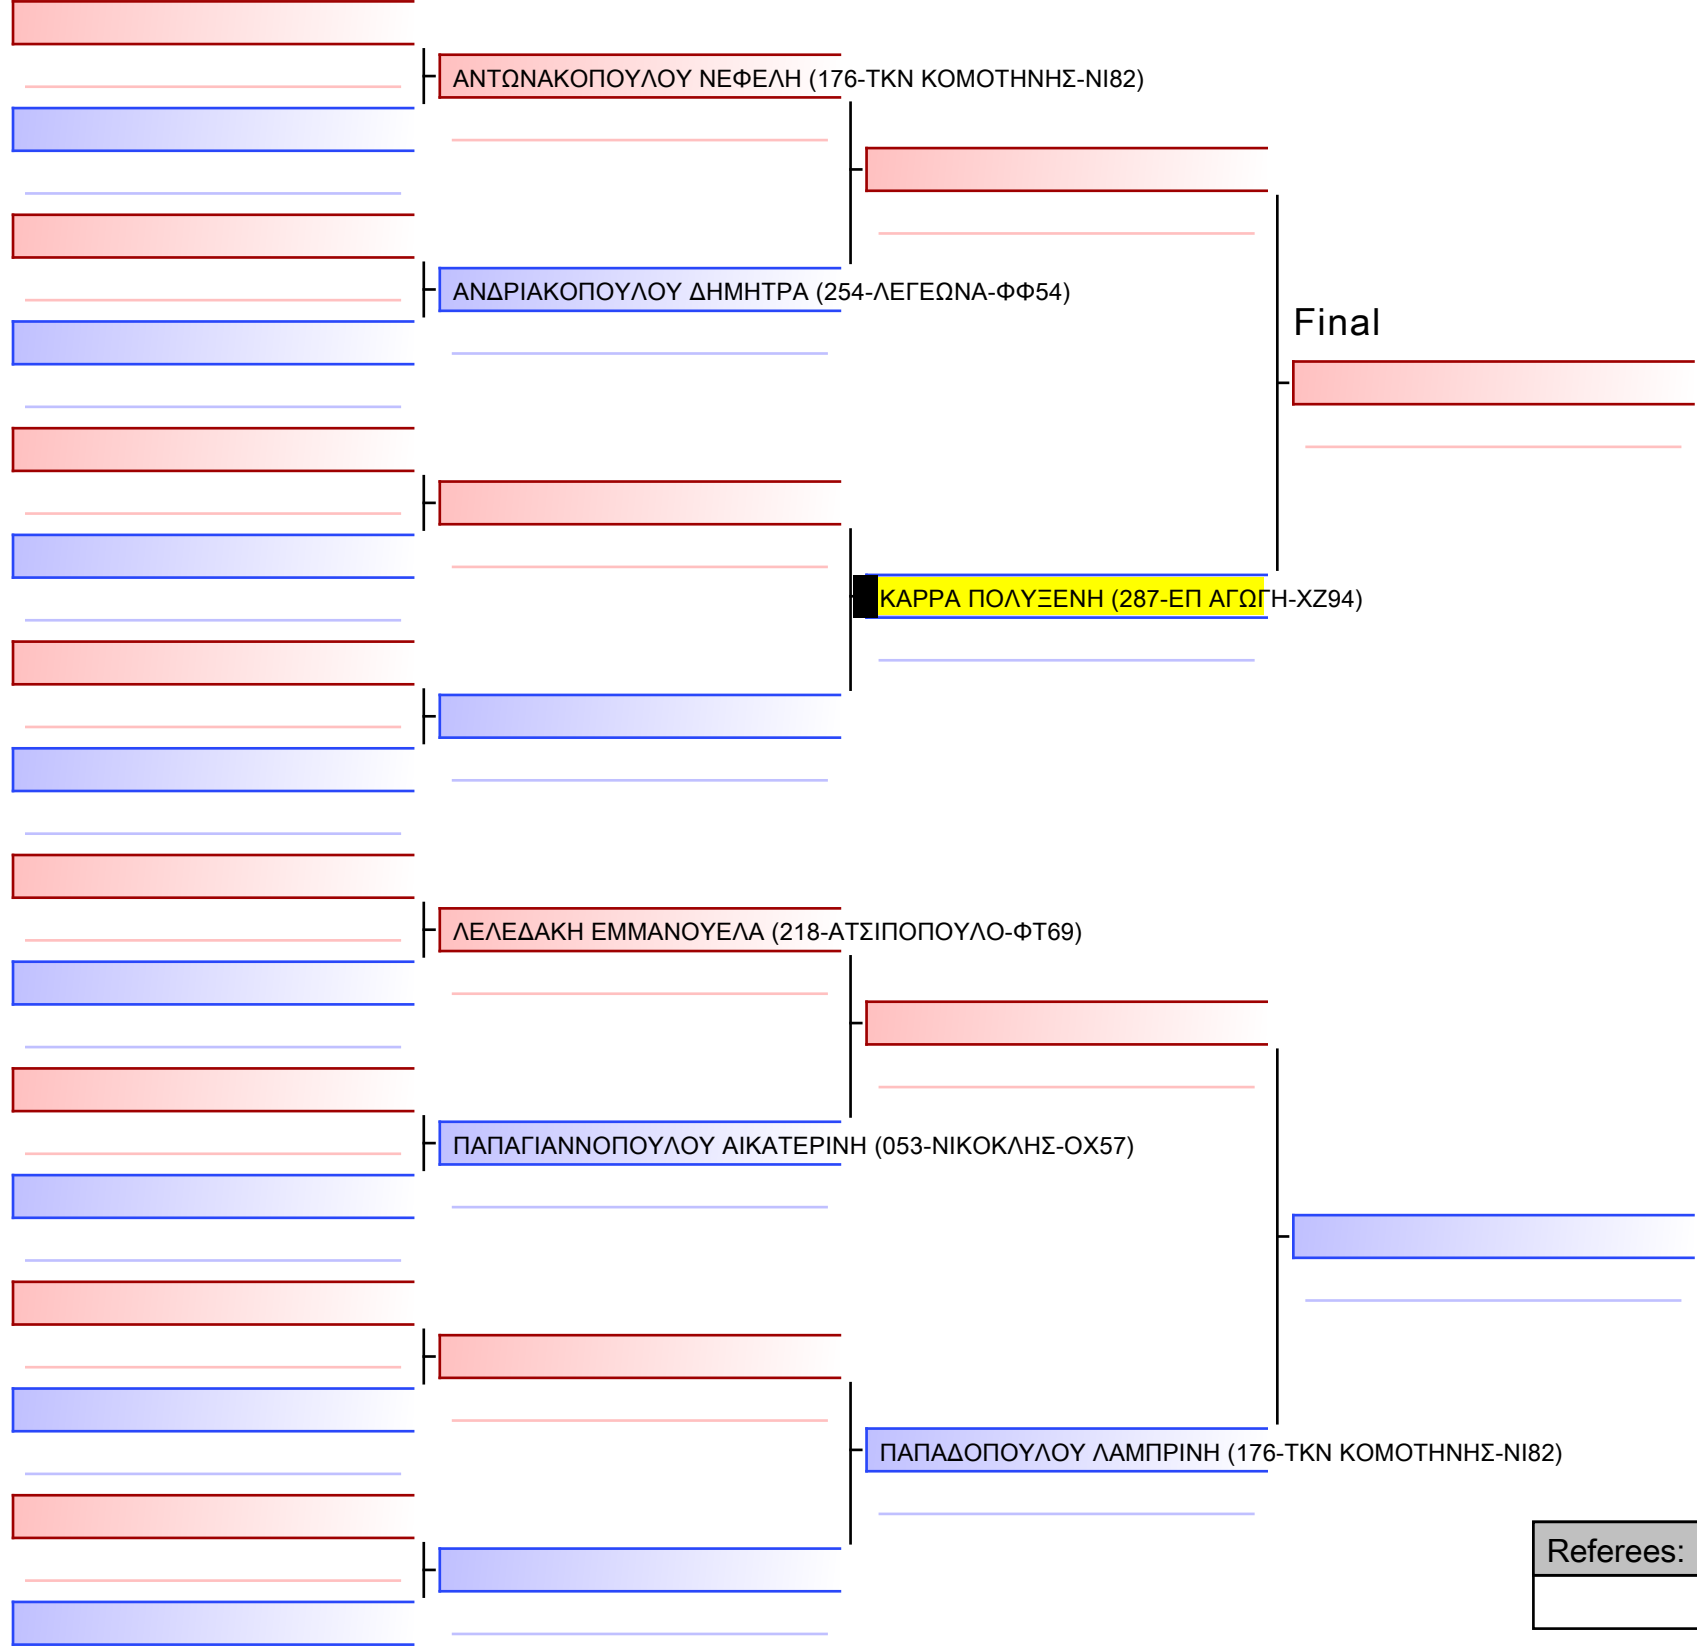 ΑΝΤΩΝΑΚΟΠΟΥΛΟΥ ΝΕΦΕΛΗ (176-ΤΚΝ ΚΟΜΟΤΗΝΗΣ-ΝΙ82)
ΑΝΔΡΙΑΚΟΠΟΥΛΟΥ ΔΗΜΗΤΡΑ (254-ΛΕΓΕΩΝΑ-ΦΦ54)
Final
ΚΑΡΡΑ ΠΟΛΥΞΕΝΗ (287-ΕΠ ΑΓΩΓΗ-ΧΖ94)
ΛΕΛΕΔΑΚΗ ΕΜΜΑΝΟΥΕΛΑ (218-ΑΤΣΙΠΟΠΟΥΛΟ-ΦΤ69)
ΠΑΠΑΓΙΑΝΝΟΠΟΥΛΟΥ ΑΙΚΑΤΕΡΙΝΗ (053-ΝΙΚΟΚΛΗΣ-ΟΧ57)
ΠΑΠΑΔΟΠΟΥΛΟΥ ΛΑΜΠΡΙΝΗ (176-ΤΚΝ ΚΟΜΟΤΗΝΗΣ-ΝΙ82)
Referees: